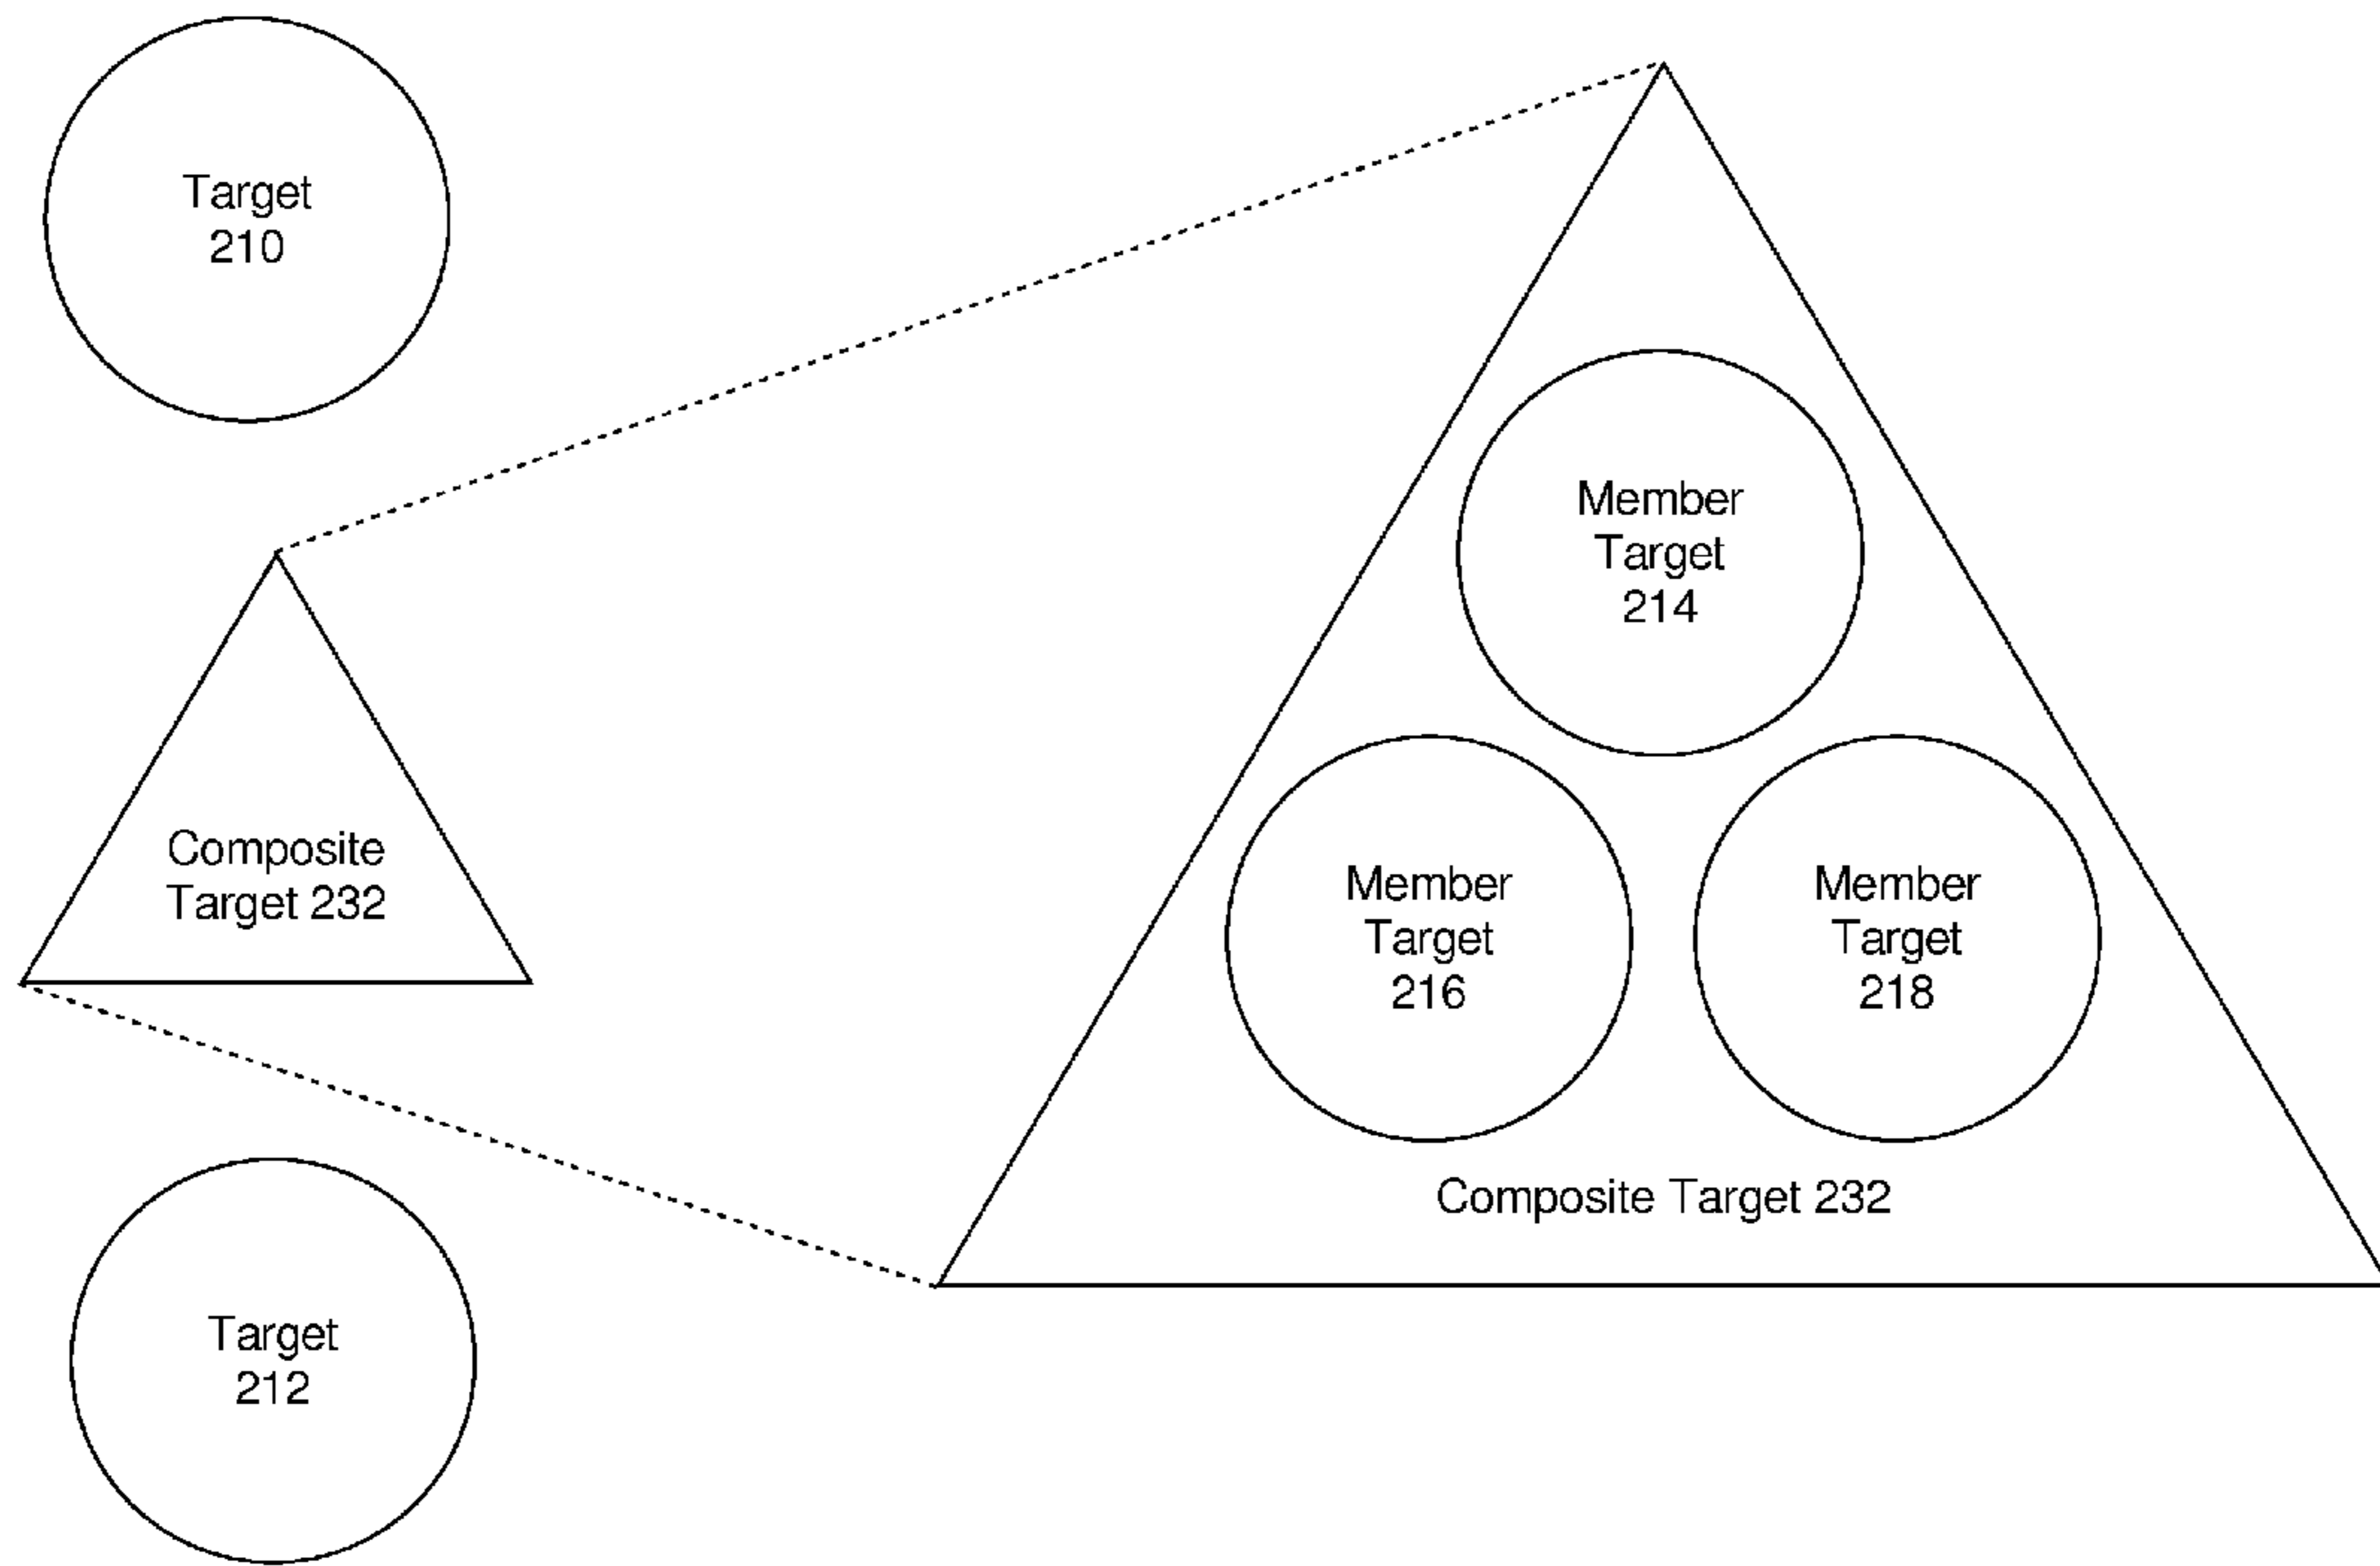 Target
210
Composite
Target 232
Target
212
Member
Target
214
Member
Target
216
Member
Target
218
Composite Target 232